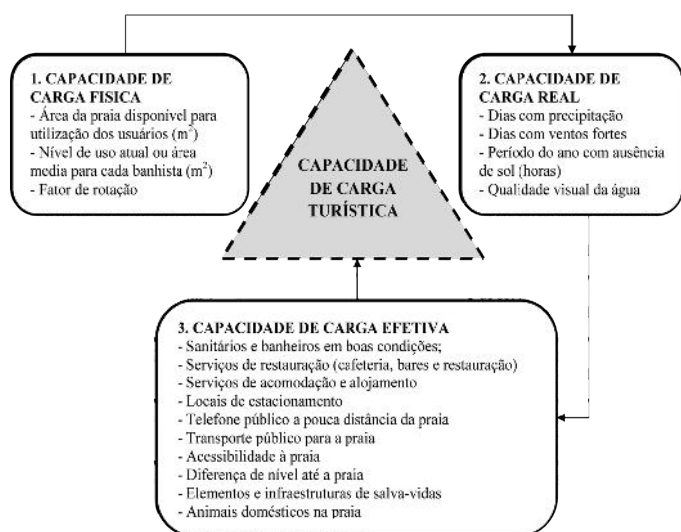 1. CAPACIDADE DE
CARGA FISICA
- Área da praia disponível para
utilização dos usuários (m²)
- Nível de uso atual ou área
media para cada banhista (m²)
- Fator de rotação
2. CAPACIDADE DE
CARGA REAL
- Dias com precipitação
- Dias com ventos fortes
- Período do ano com ausência
de sol (horas)
- Qualidade visual da água
CAPACIDADE
DE CARGA
TURÍSTICA
3. CAPACIDADE DE CARGA EFETIVA
- Sanitários e banheiros em boas condições;
- Serviços de restauração (cafeteria, bares e restauração)
- Serviços de acomodação e alojamento
- Locais de estacionamento
- Telefone público a pouca distância da praia
- Transporte público para a praia
- Acessibilidade à praia
- Diferença de nível até a praia
- Elementos e infraestruturas de salva-vidas
- Animais domésticos na praia